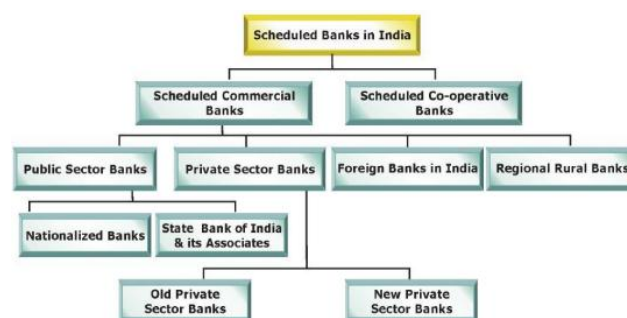 Scheduled Banks in India
Scheduled Commercial
Banks
Scheduled Co-operative
Banks
Public Sector Banks
Private Sector Banks
Foreign Banks in India
Regional Rural Banks
Nationalized Banks
State Bank of India
& its Associates
Old Private
Sector Banks
New Private
Sector Banks